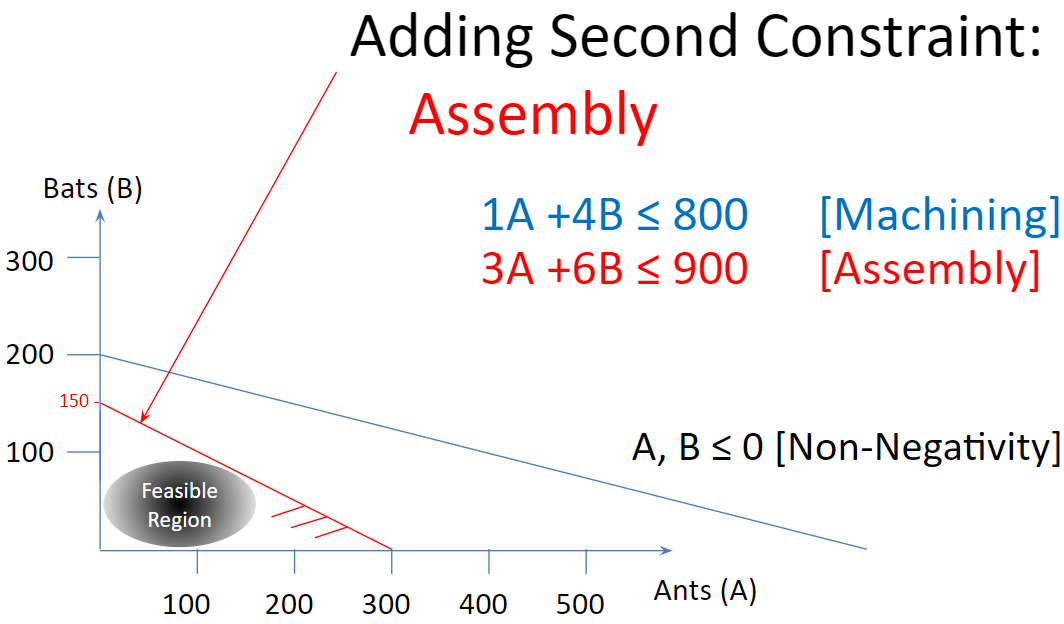 Adding Second Constraint:
Assembly
Bats (B)
1A +4B ≤ 800 [Machining]
3A +6B ≤ 900 [Assembly]
300
200
150
100
A, B ≤ 0 [Non-Negativity]
Feasible
Region
100 200 300 400 500
Ants (A)